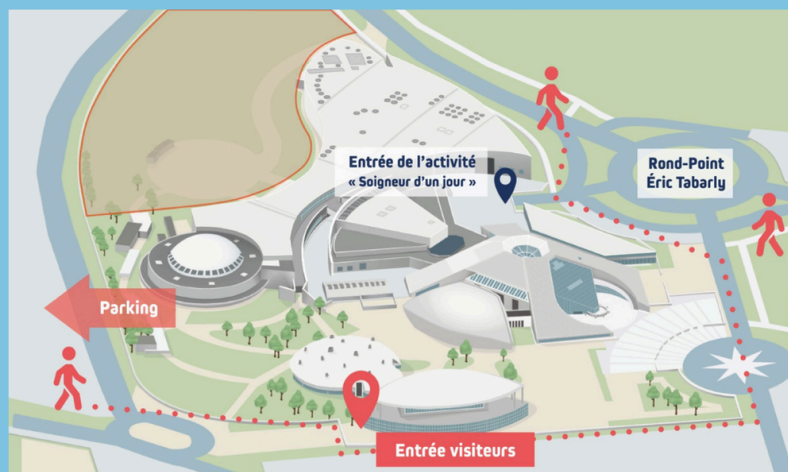 Entrée de l'activité
« Soigneur d'un jour »
Rond-Point
Éric Tabarly
Parking
Entrée visiteurs